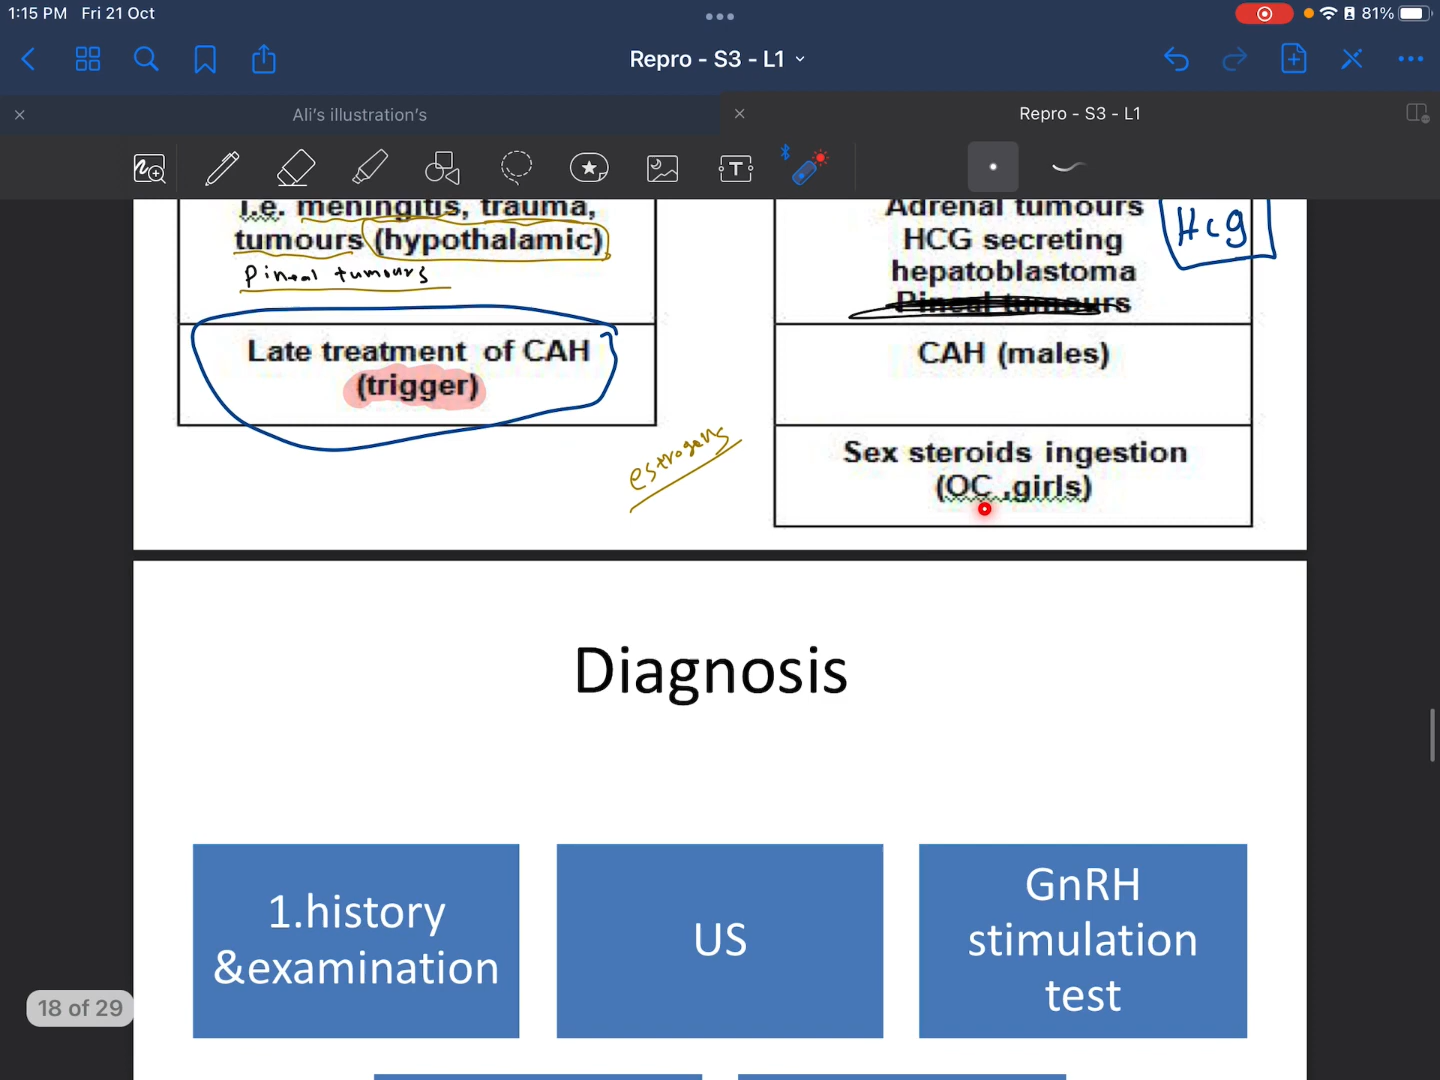 1:15 PM Fri 21 Oct
81%
Repro - S3 - L1
Ali's illustration's
Repro - S3 - L1
i.e. meningitis, trauma,
tumours (hypothalamic)
Pineal tumours
Late treatment of CAH
(trigger)
estrogens
Adrenal tumours
HCG secreting
hepatoblastoma
Pineal tumours
Hcg
CAH (males)
Sex steroids ingestion
(OC ,girls)
Diagnosis
1.history
&examination
US
GnRH
stimulation
test
18 of 29